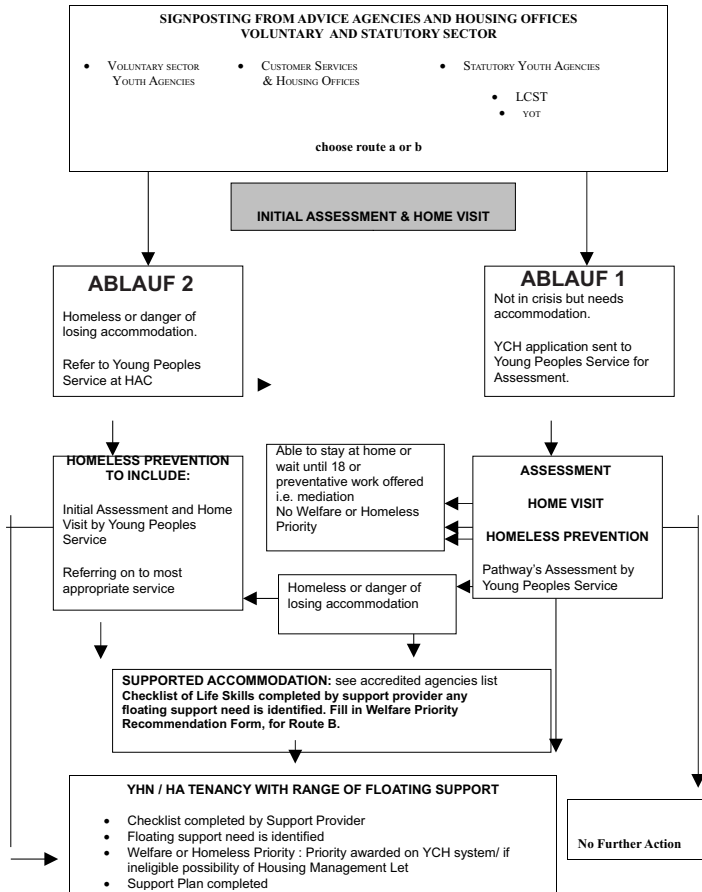 SIGNPOSTING FROM ADVICE AGENCIES AND HOUSING OFFICES
VOLUNTARY AND STATUTORY SECTOR
• VOLUNTARY SECTOR
YOUTH AGENCIES
• CUSTOMER SERVICES
& HOUSING OFFICES
• STATUTORY YOUTH AGENCIES
• LCST
• YOT
choose route a or b
INITIAL ASSESSMENT & HOME VISIT
ABLAUF 2
Homeless or danger of
losing accommodation.
Refer to Young Peoples
Service at HAC
ABLAUF 1
Not in crisis but needs
accommodation.
YCH application sent to
Young Peoples Service for
Assessment.
HOMELESS PREVENTION
TO INCLUDE:
Initial Assessment and Home
Visit by Young Peoples
Service
Referring on to most
appropriate service
Able to stay at home or
wait until 18 or
preventative work offered
i.e. mediation
No Welfare or Homeless
Priority
ASSESSMENT
HOME VISIT
HOMELESS PREVENTION
Pathway's Assessment by
Young Peoples Service
Homeless or danger of
losing accommodation
SUPPORTED ACCOMMODATION: see accredited agencies list
Checklist of Life Skills completed by support provider any
floating support need is identified. Fill in Welfare Priority
Recommendation Form, for Route B.
YHN / HA TENANCY WITH RANGE OF FLOATING SUPPORT
• Checklist completed by Support Provider
• Floating support need is identified
• Welfare or Homeless Priority : Priority awarded on YCH system/ if
ineligible possibility of Housing Management Let
• Support Plan completed
No Further Action